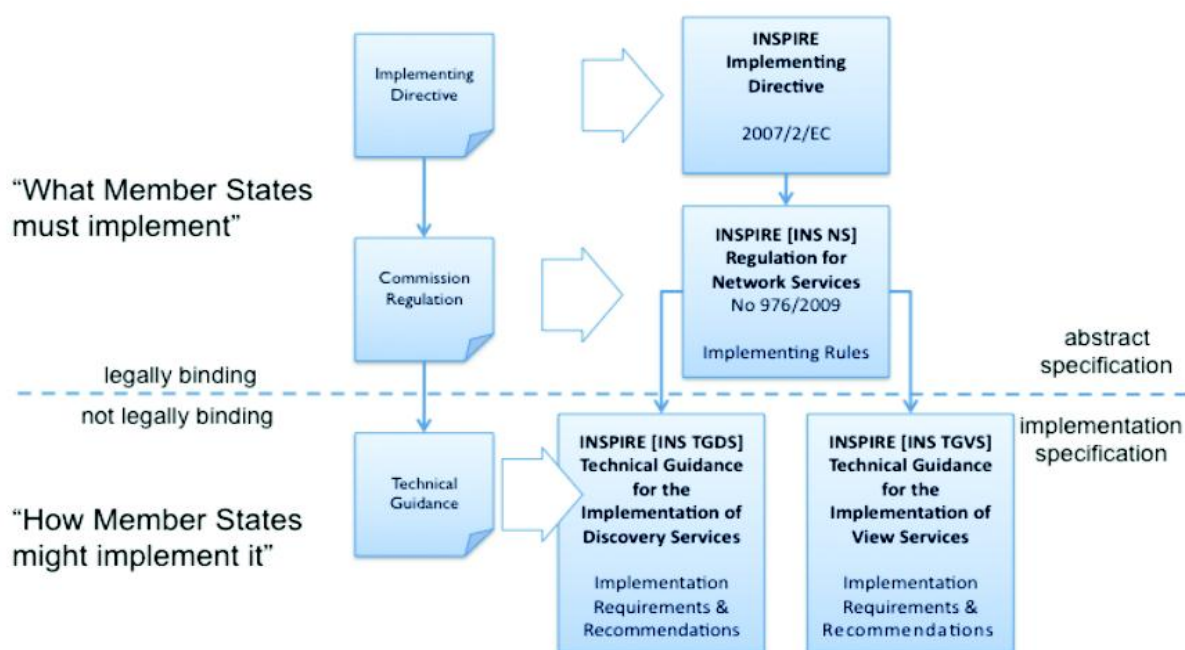 Implementing
Directive
INSPIRE
Implementing
Directive
2007/2/EC
“What Member States
must implement”
Commission
Regulation
INSPIRE [INS NS]
Regulation for
Network Services
No 976/2009
Implementing Rules
abstract
specification
legally binding
not legally binding
implementation
specification
Technical
Guidance
“How Member States
might implement it”
INSPIRE [INS TGDS]
Technical Guidance
for the
Implementation of
Discovery Services
Implementation
Requirements &
Recommendations
INSPIRE [INS TGVS]
Technical Guidance
for the
Implementation of
View Services
Implementation
Requirements &
Recommendations